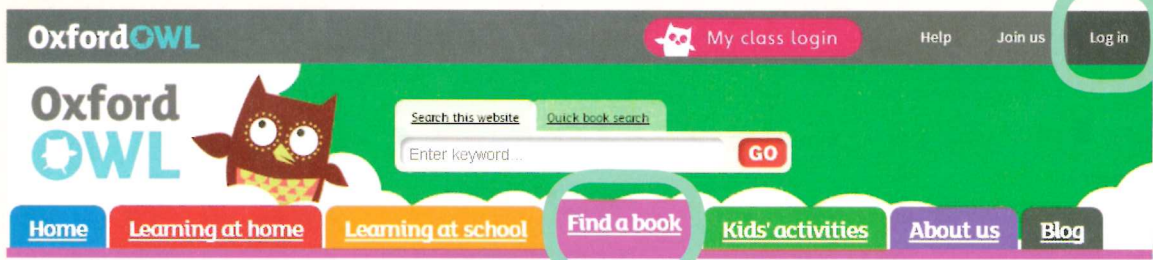 OxfordOWL
My class login
Help
Join us
Log in
Oxford
OWL
Search this website
Quick book search
Enter keyword...
GO
Home
Learning at home
Learning at school
Find a book
Kids' activities
About us
Blog